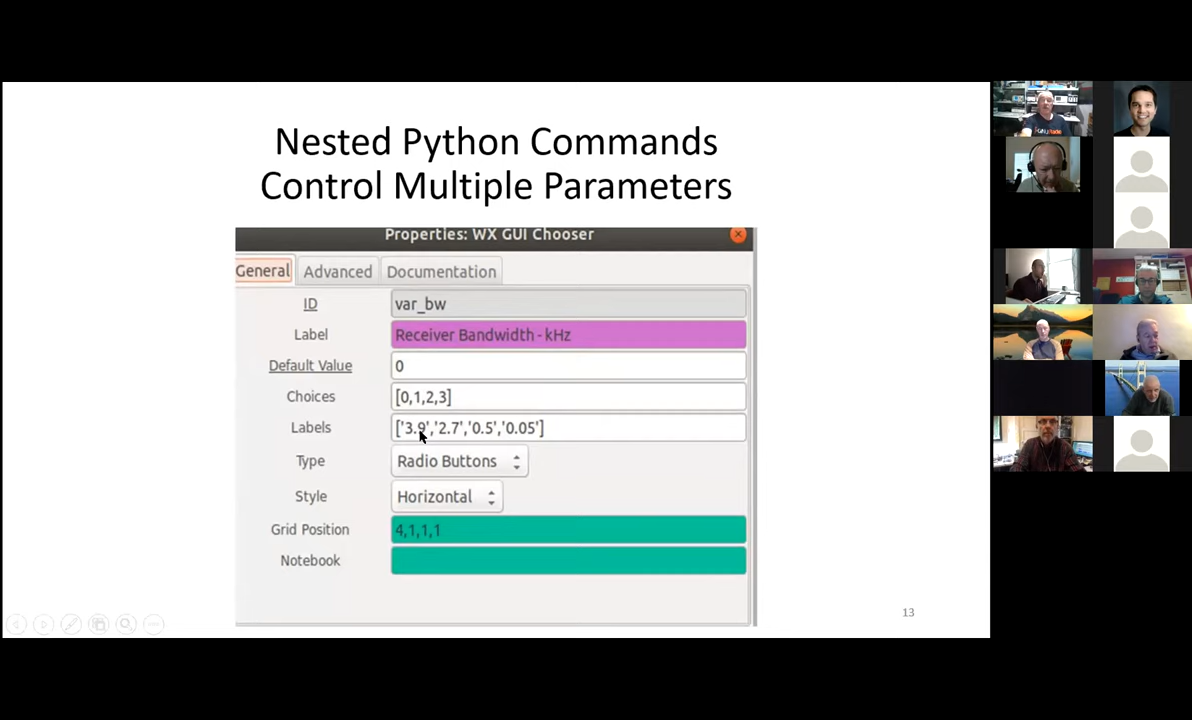 Nested Python Commands
Control Multiple Parameters
Properties: WX GUI Chooser
General Advanced Documentation
ID var_bw
Label Receiver Bandwidth - kHz
Default Value 0
Choices [0,1,2,3]
Labels ['3.9','2.7','0.5','0.05']
Type Radio Buttons
Style Horizontal
Grid Position 4,1,1,1
Notebook
13